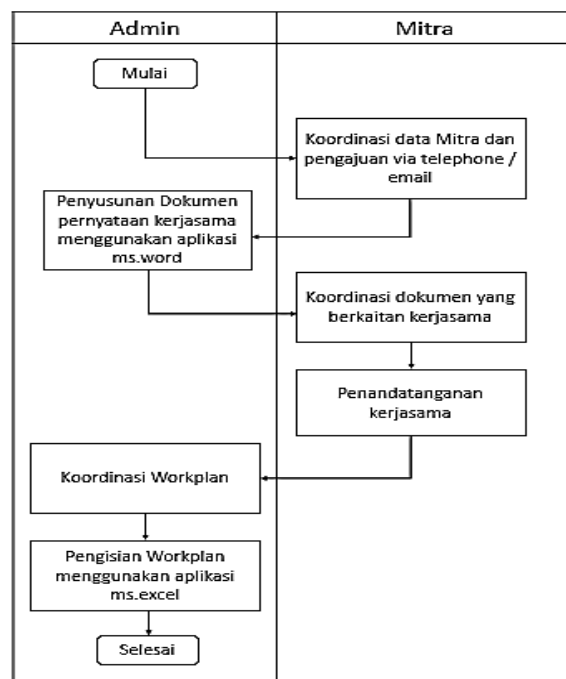 Admin
Mitra
Mulai
Koordinasi data Mitra dan
pengajuan via telephone /
email
Penyusunan Dokumen
pernyataan kerjasama
menggunakan aplikasi
ms.word
Koordinasi dokumen yang
berkaitan kerjasama
Penandatanganan
kerjasama
Koordinasi Workplan
Pengisian Workplan
menggunakan aplikasi
ms.excel
Selesai